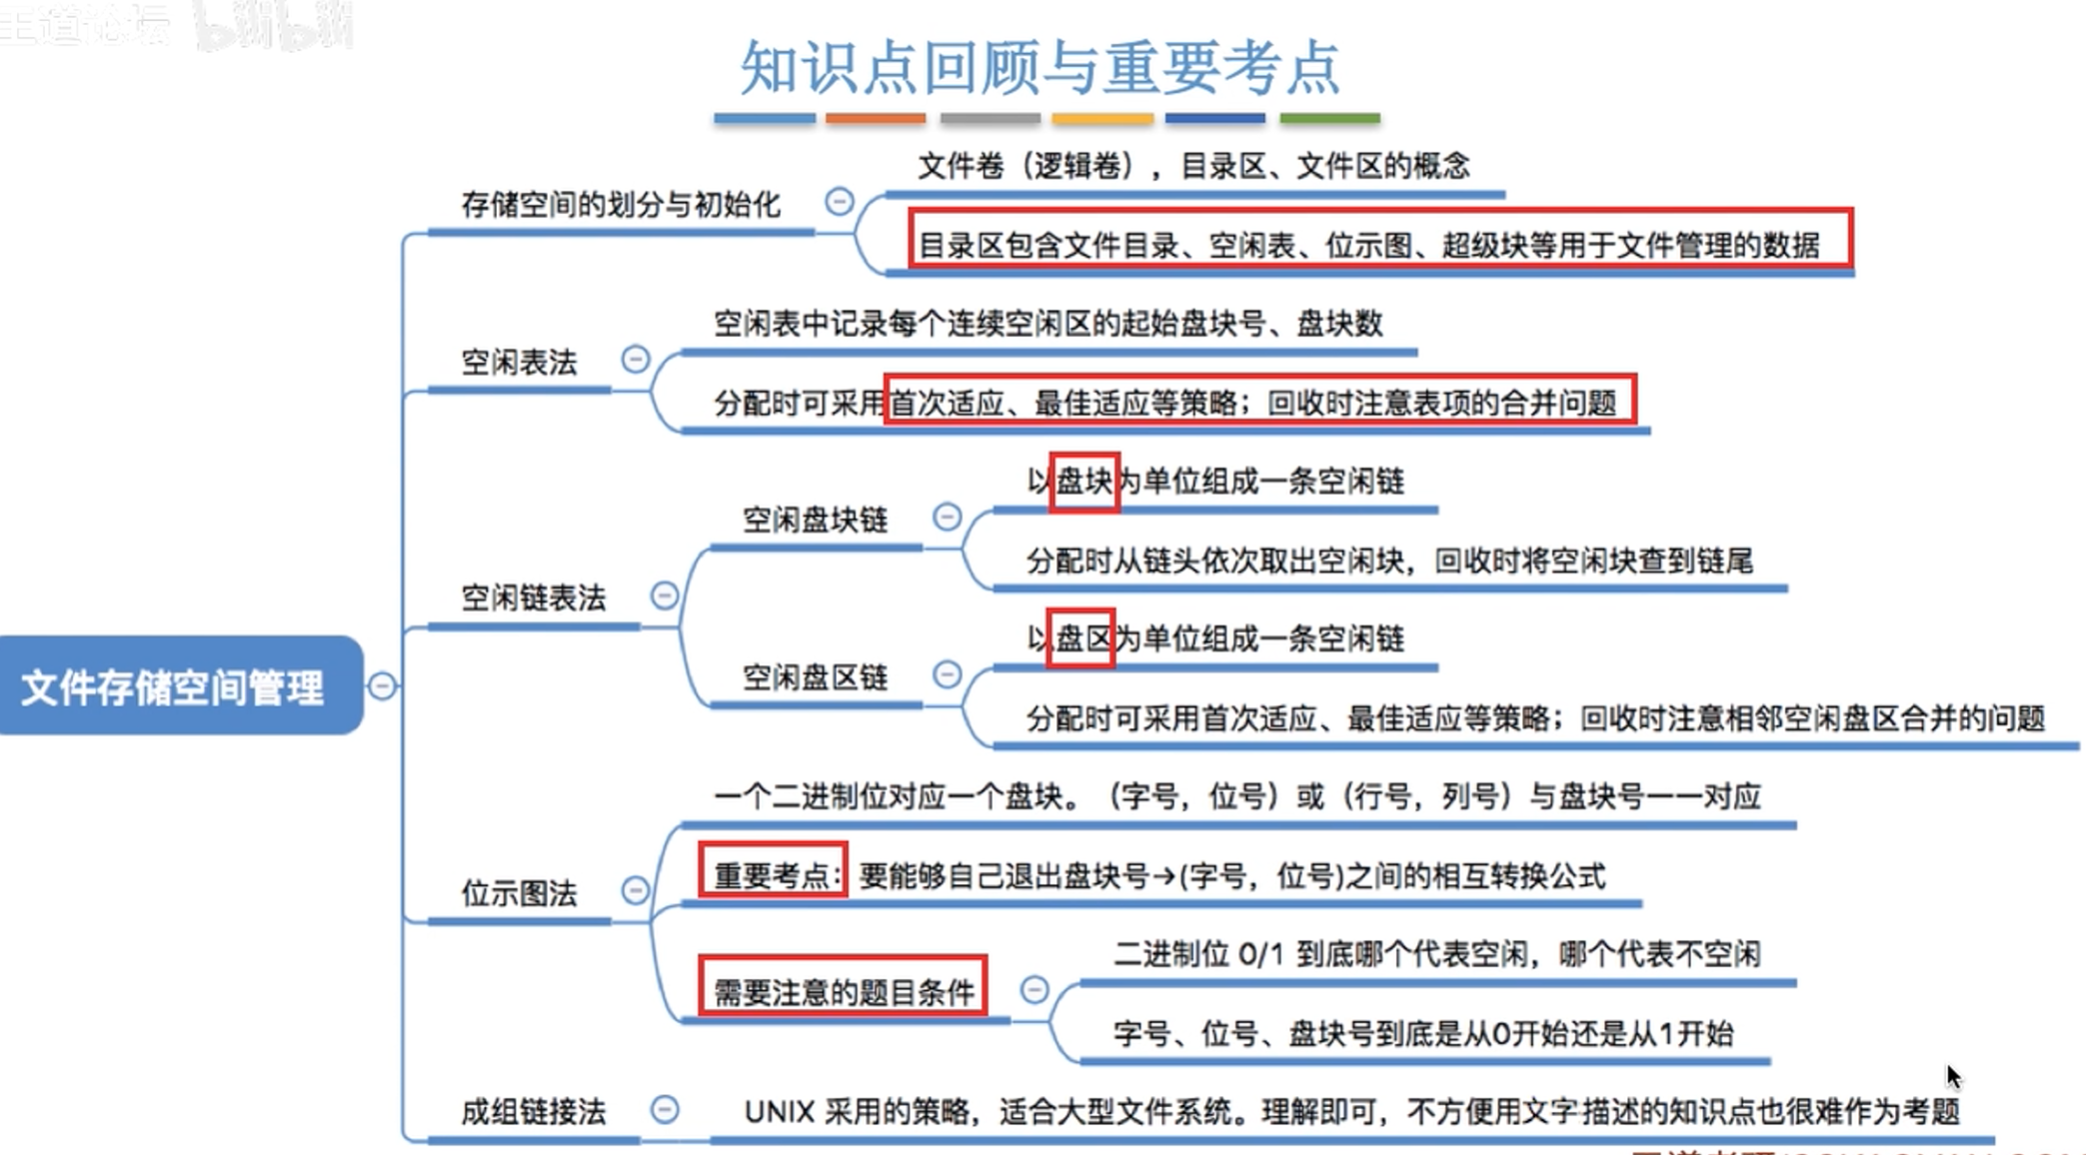 王道论坛 bilibili
知识点回顾与重要考点
文件卷（逻辑卷），目录区、文件区的概念
存储空间的划分与初始化
目录区包含文件目录、空闲表、位示图、超级块等用于文件管理的数据
空闲表中记录每个连续空闲区的起始盘块号、盘块数
空闲表法
分配时可采用首次适应、最佳适应等策略；回收时注意表项的合并问题
以盘块为单位组成一条空闲链
空闲盘块链
分配时从链头依次取出空闲块，回收时将空闲块查到链尾
空闲链表法
以盘区为单位组成一条空闲链
空闲盘区链
分配时可采用首次适应、最佳适应等策略；回收时注意相邻空闲盘区合并的问题
文件存储空间管理
一个二进制位对应一个盘块。（字号，位号）或（行号，列号）与盘块号一一对应
重要考点：要能够自己退出盘块号→(字号，位号)之间的相互转换公式
位示图法
二进制位 0/1 到底哪个代表空闲，哪个代表不空闲
需要注意的题目条件
字号、位号、盘块号到底是从0开始还是从1开始
成组链接法
UNIX 采用的策略，适合大型文件系统。理解即可，不方便用文字描述的知识点也很难作为考题